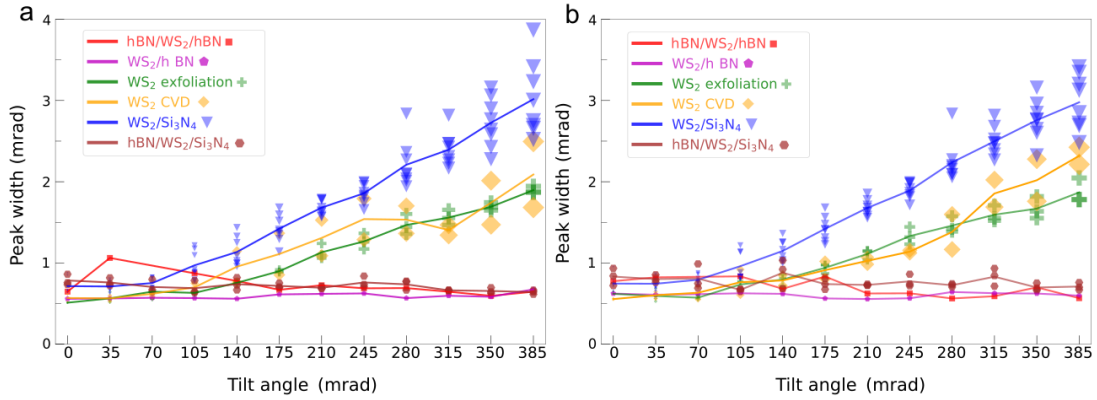 a
4
3
2
1
0
Peak width (mrad)
hBN/WS₂/hBN
WS₂/h BN
WS₂ exfoliation
WS₂ CVD
WS₂/Si₃N₄
hBN/WS₂/Si₃N₄
0 35 70 105 140 175 210 245 280 315 350 385
Tilt angle (mrad)
b
4
3
2
1
0
Peak width (mrad)
hBN/WS₂/hBN
WS₂/h BN
WS₂ exfoliation
WS₂ CVD
WS₂/Si₃N₄
hBN/WS₂/Si₃N₄
0 35 70 105 140 175 210 245 280 315 350 385
Tilt angle (mrad)